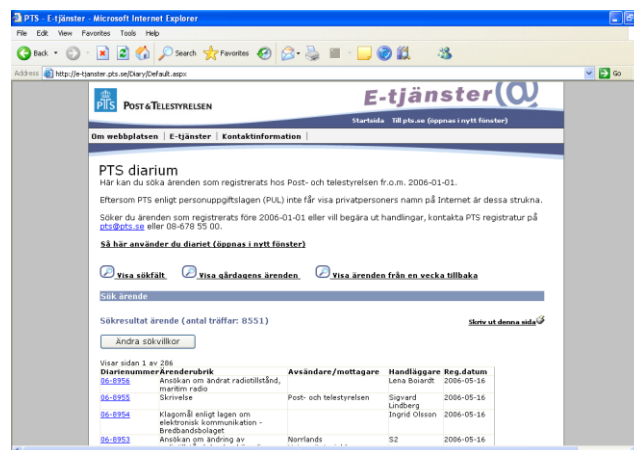 PTS - E-tjänster - Microsoft Internet Explorer
File Edit View Favorites Tools Help
Back Search Favorites
Address http://e-tjanster.pts.se/Diary/Default.aspx Go
PTS POST & TELESTYRELSEN
E-tjänster(@
Startsida Till pts.se (öppnas i nytt fönster)
Om webbplatsen | E-tjänster | Kontaktinformation |
PTS diarium
Här kan du söka ärenden som registrerats hos Post- och telestyrelsen fr.o.m. 2006-01-01.
Eftersom PTS enligt personuppgiftslagen (PUL) inte får visa privatpersoners namn på Internet är dessa strukna.
Söker du ärenden som registrerats före 2006-01-01 eller vill begära ut handlingar, kontakta PTS registratur på
pts@pts.se eller 08-678 55 00.
Så här använder du diariet (öppnas i nytt fönster)
Visa sökfält Visa gårdagens ärenden Visa ärenden från en vecka tillbaka
Sök ärende
Sökresultat ärende (antal träffar: 8551) Skriv ut denna sida
Ändra sökvillkor
Visar sidan 1 av 286
Diarienummer Ärenderubrik Avsändare/mottagare Handläggare Reg.datum
06-8956 Ansökan om ändrat radiotillstånd, Lena Boiardt 2006-05-16
maritim radio
06-8955 Skrivelse Post- och telestyrelsen Sigvard 2006-05-16
Lindberg
06-8954 Klagomål enligt lagen om Ingrid Olsson 2006-05-16
elektronisk kommunikation -
Bredbandsbolaget
06-8953 Ansökan om ändring av Norrlands S2 2006-05-16